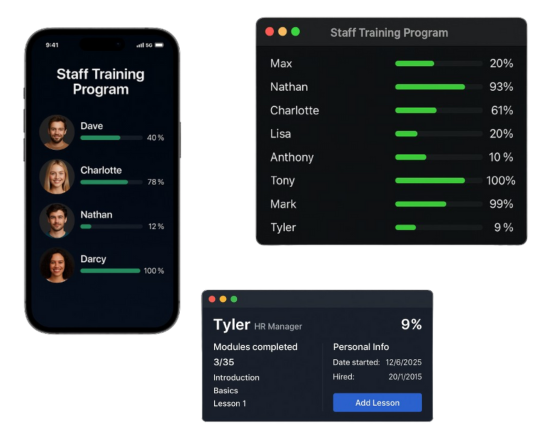 9:41
5G
Staff Training
Program
Dave
40 %
Charlotte
78 %
Nathan
12 %
Darcy
100 %
Staff Training Program
Max 20%
Nathan 93%
Charlotte 61%
Lisa 20%
Anthony 10 %
Tony 100%
Mark 99%
Tyler 9 %
Tyler HR Manager 9%
Modules completed
3/35
Introduction
Basics
Lesson 1
Personal Info
Date started: 12/6/2025
Hired: 20/1/2015
Add Lesson